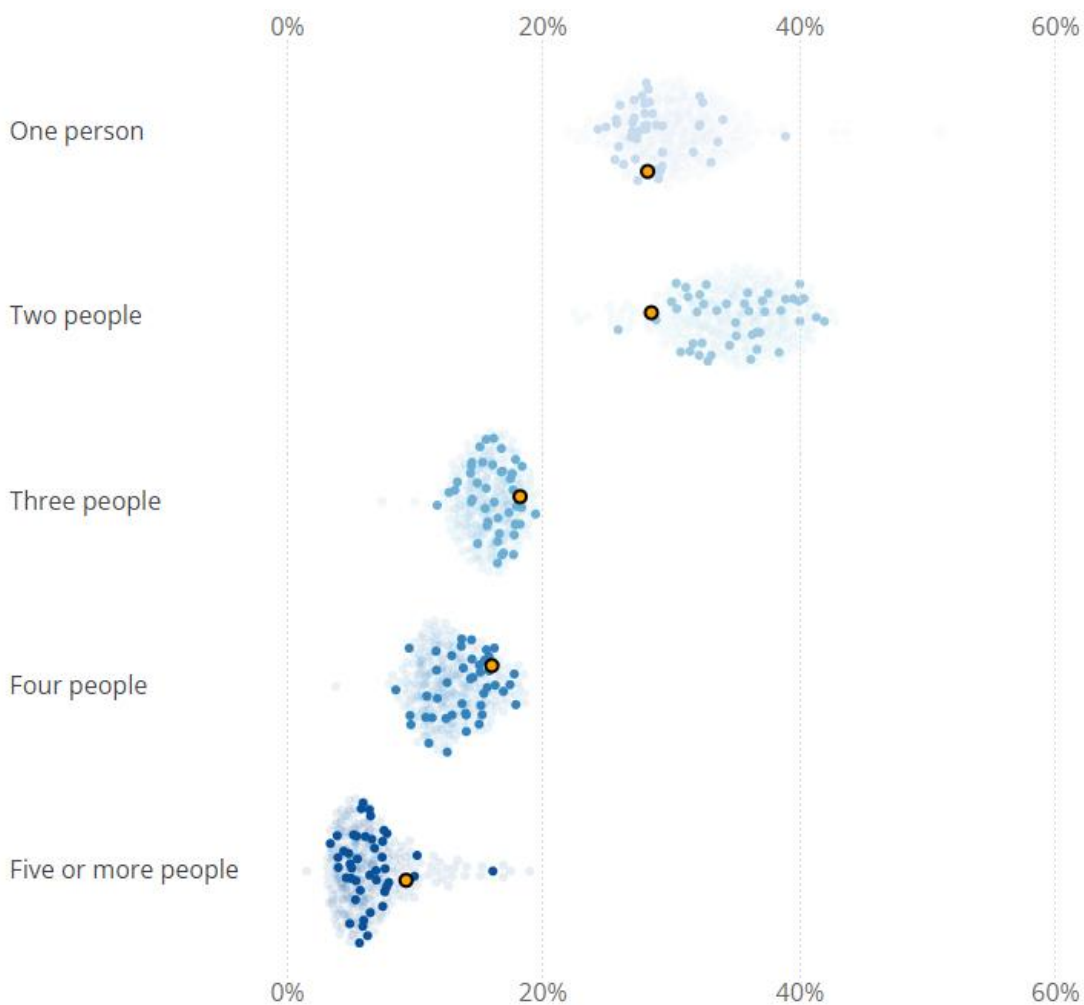 0% 20% 40% 60%
One person
Two people
Three people
Four people
Five or more people
0% 20% 40% 60%